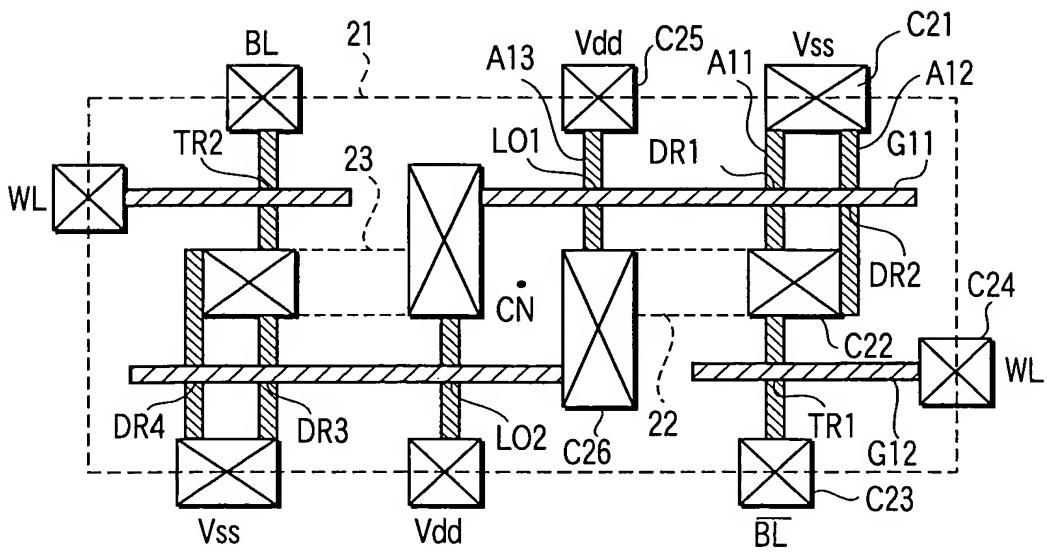 BL
21
Vdd
C25
Vss
C21
A13
A11
A12
TR2
LO1
DR1
G11
23
WL
DR2
CN
C24
C22
WL
DR4
DR3
LO2
C26
22
TR1
G12
C23
Vss
Vdd
B̅L̅